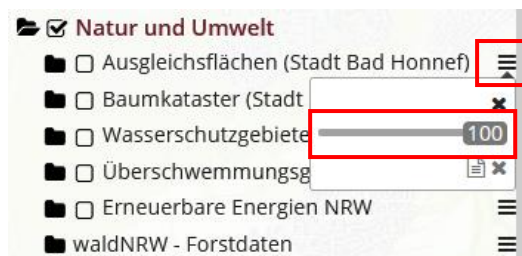 Natur und Umwelt
Ausgleichsflächen (Stadt Bad Honnef)
Baumkataster (Stadt
Wasserschutzgebiete
100
Überschwemmungsg
Erneuerbare Energien NRW
waldNRW - Forstdaten